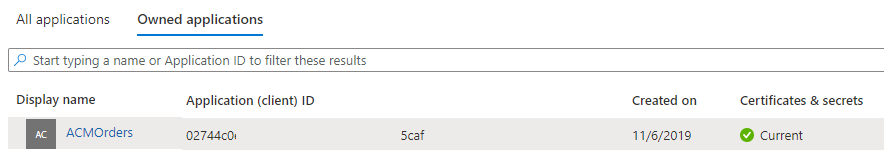 All applications Owned applications
Start typing a name or Application ID to filter these results
Display name Application (client) ID Created on Certificates & secrets
AC ACMOrders 02744c0e 5caf 11/6/2019 Current